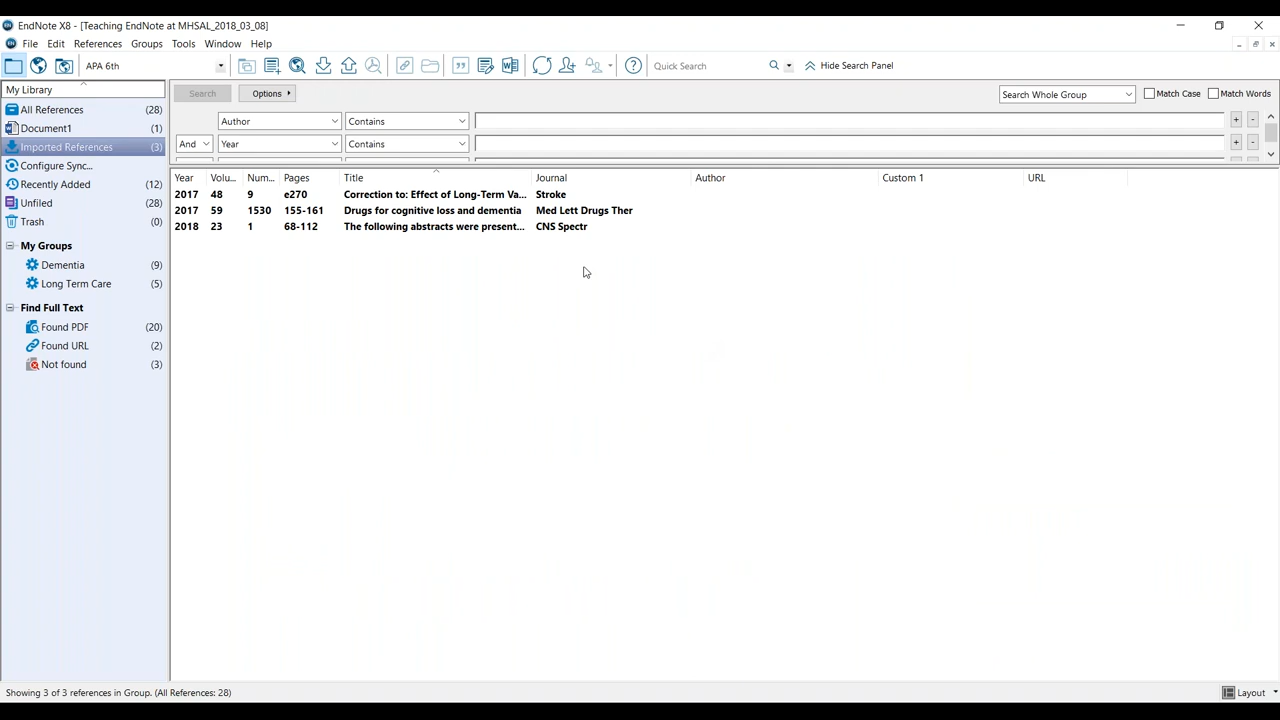 EndNote X8 - [Teaching EndNote at MHSAL_2018_03_08]
File Edit References Groups Tools Window Help
APA 6th
Quick Search
Hide Search Panel
My Library
Search Options
Search Whole Group
Match Case
Match Words
Author Contains
And Year Contains
All References (28)
Document1 (1)
Imported References (3)
Configure Sync...
Recently Added (12)
Unfiled (28)
Trash (0)
My Groups
Dementia (9)
Long Term Care (5)
Find Full Text
Found PDF (20)
Found URL (2)
Not found (3)
Year Volu... Num... Pages Title Journal Author Custom 1 URL
2017 48 9 e270 Correction to: Effect of Long-Term Va... Stroke
2017 59 1530 155-161 Drugs for cognitive loss and dementia Med Lett Drugs Ther
2018 23 1 68-112 The following abstracts were present... CNS Spectr
Showing 3 of 3 references in Group. (All References: 28)
Layout